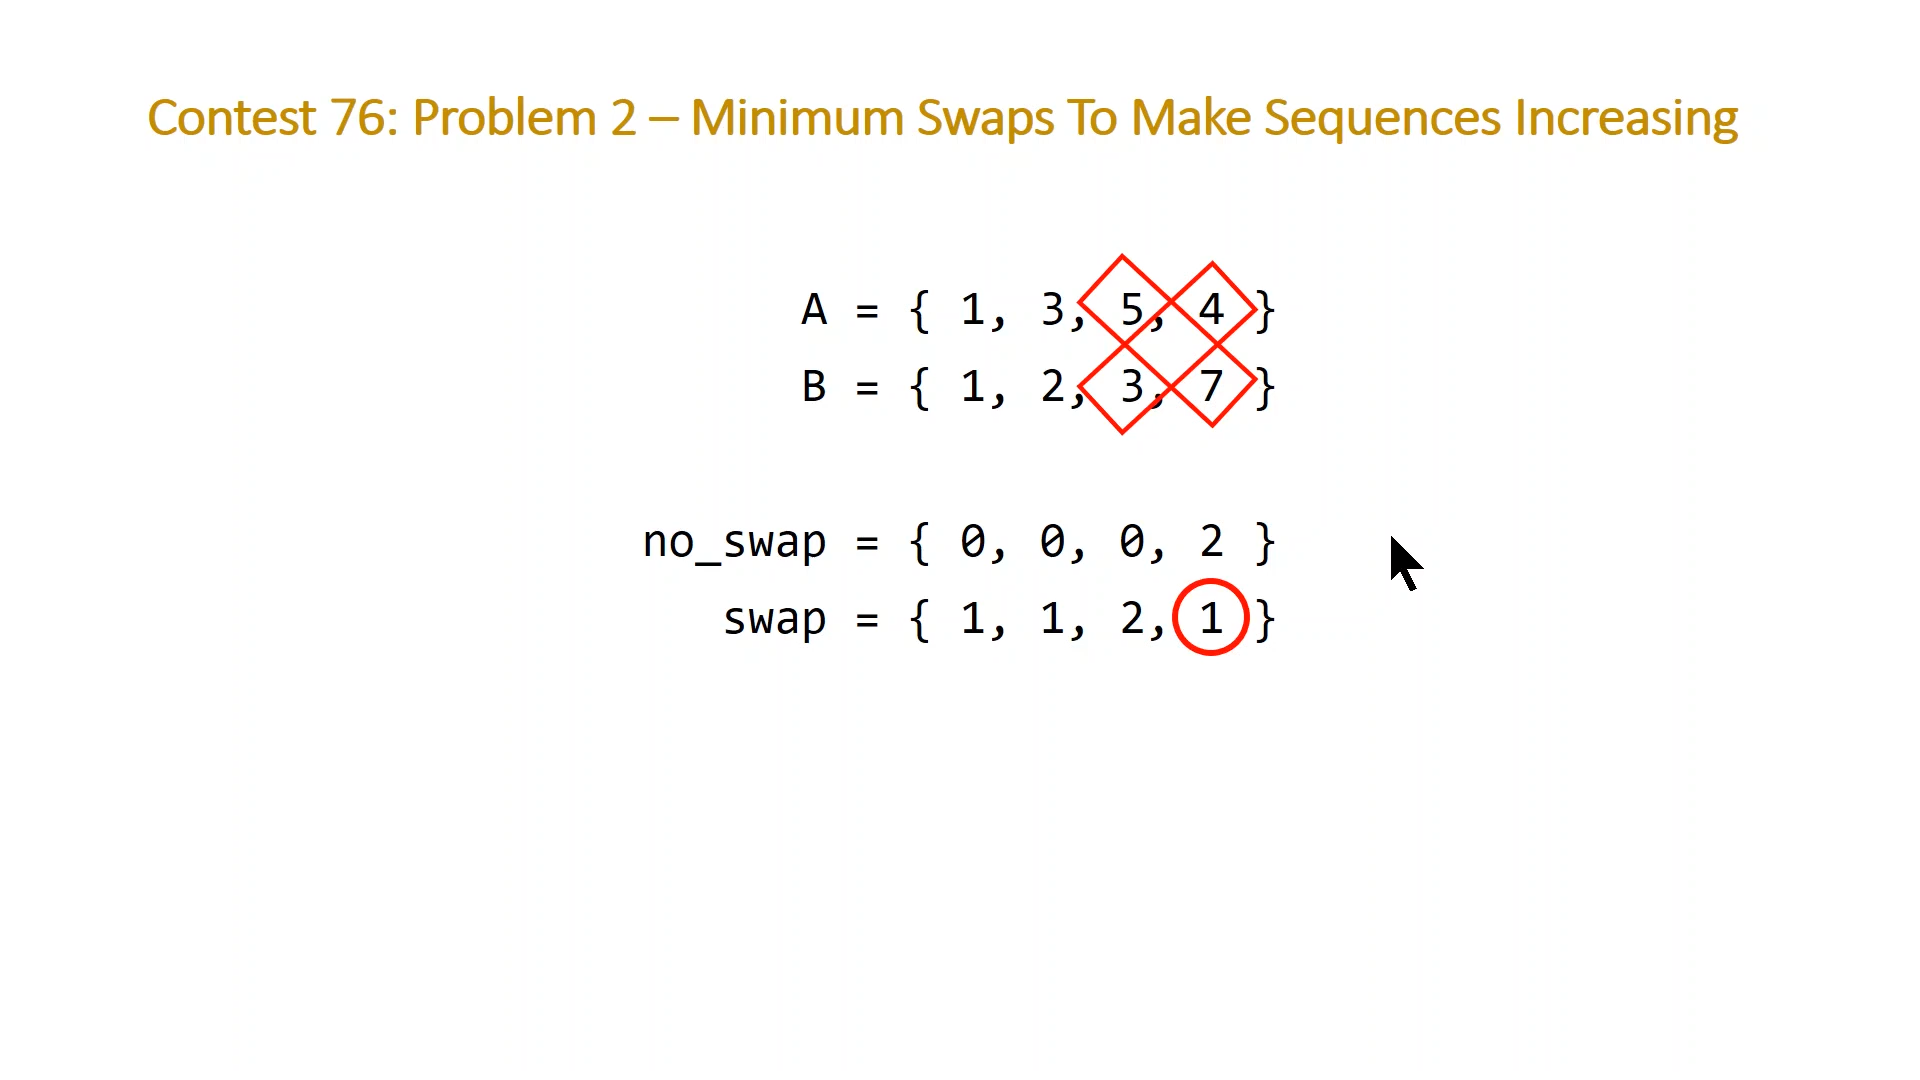 Contest 76: Problem 2 – Minimum Swaps To Make Sequences Increasing
A = { 1, 3, 5, 4 }
B = { 1, 2, 3, 7 }
no_swap = { 0, 0, 0, 2 }
swap = { 1, 1, 2, 1 }